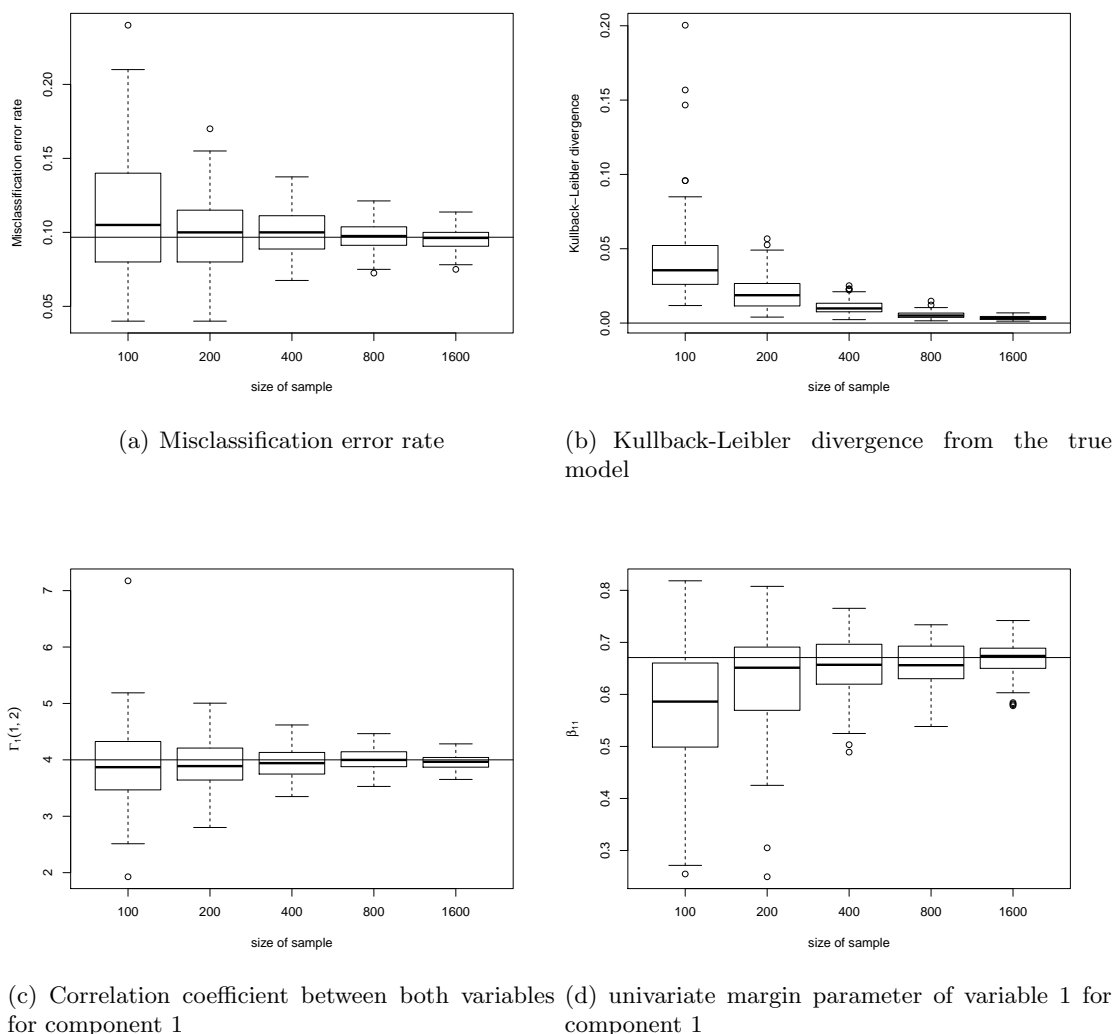 Misclassification error rate
0.05 0.10 0.15 0.20
100 200 400 800 1600
size of sample
(a) Misclassification error rate
Kullback−Leibler divergence
0.00 0.05 0.10 0.15 0.20
100 200 400 800 1600
size of sample
(b) Kullback-Leibler divergence from the true
model
Γ₁(1, 2)
2 3 4 5 6 7
100 200 400 800 1600
size of sample
(c) Correlation coefficient between both variables
for component 1
β₁₁
0.3 0.4 0.5 0.6 0.7 0.8
100 200 400 800 1600
size of sample
(d) univariate margin parameter of variable 1 for
component 1